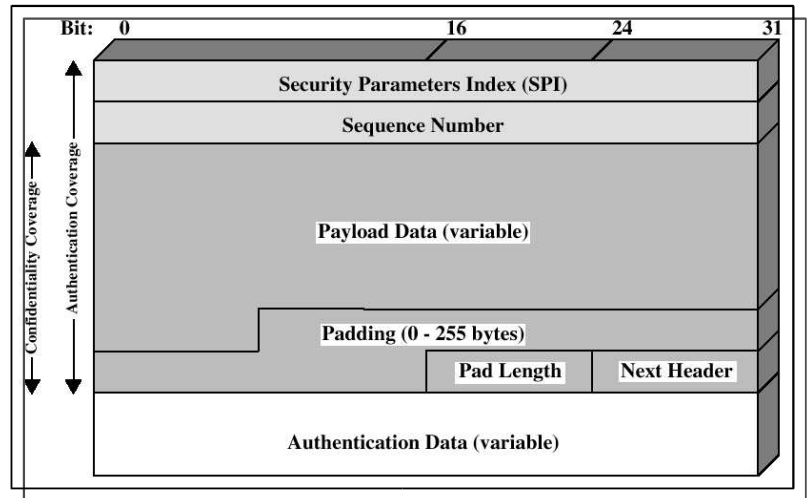 Bit: 0 16 24 31
Security Parameters Index (SPI)
Sequence Number
Confidentiality Coverage
Authentication Coverage
Payload Data (variable)
Padding (0 - 255 bytes)
Pad Length Next Header
Authentication Data (variable)